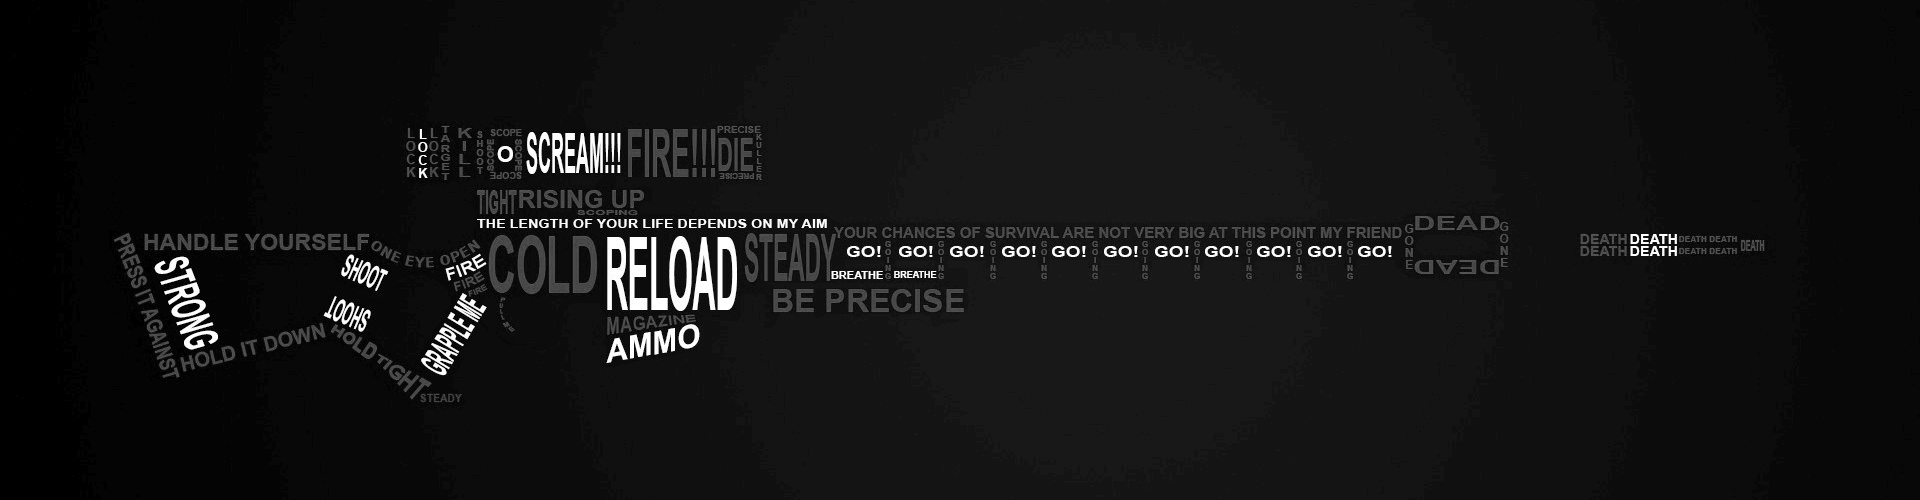 LOCK LOCK LOCK TARGET KILL SHOOT SCOPE SCOPE SCOPE SCOPE O SCREAM!!! FIRE!!! PRECISE DIE PRECISE KULLER
TIGHT RISING UP
SCOPING
THE LENGTH OF YOUR LIFE DEPENDS ON MY AIM
YOUR CHANCES OF SURVIVAL ARE NOT VERY BIG AT THIS POINT MY FRIEND
GONE DEAD GONE
DEAD
DEATH DEATH DEATH DEATH DEATH
DEATH DEATH DEATH DEATH
PRESS IT AGAINST
HANDLE YOURSELF
STRONG
HOLD IT DOWN
ONE EYE OPEN
SHOOT
SHOOT
HOLD TIGHT
STEADY
FIRE
FIRE
FIRE
GRAPPLE ME
COLD RELOAD STEADY
GO! GO! GO! GO! GO! GO! GO! GO! GO! GO! GO!
GOING GOING GOING GOING GOING GOING GOING GOING GOING GOING
BREATHE BREATHE
BE PRECISE
MAGAZINE
AMMO